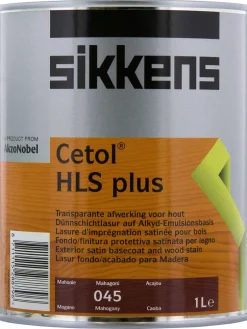 sikkens
A PRODUCT FROM
AkzoNobel
Cetol®
HLS plus
Transparante afwerking voor hout
Dünnschichtlasur auf Alkyd-Emulsionsbasis
Lasure d'imprégnation satinée pour bois
Fondo/finitura protettiva satinata per legno
Exterior satin basecoat and wood stain
Lasur fondo/acabado para Madera
Mahonie Mahagoni Acajou
045
Mogano Mahogany Caoba
1L e